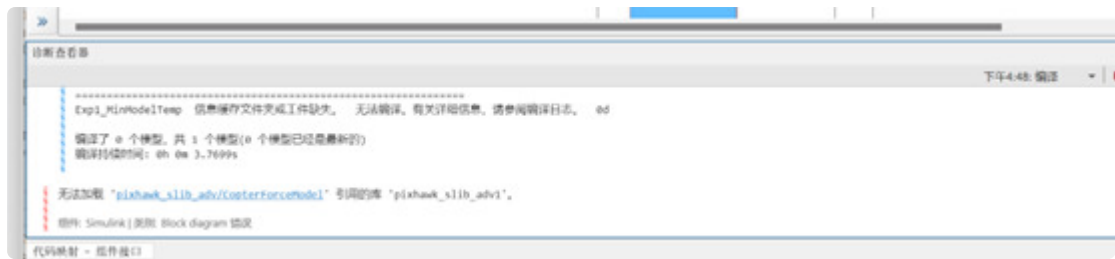 诊断查看器
下午4:48: 编译
Exp1_MinModelTemp 信息缓存文件夹或工件缺失。 无法编译。有关详细信息，请参阅编译日志。 0d
编译了 0 个模型，共 1 个模型(0 个模型已经是最新的)
编译持续时间: 0h 0m 3.7699s
无法加载 'pixhawk_slib_adv/CopterForceModel' 引用的库 'pixhawk_slib_adv1'。
组件: Simulink | 类别: Block diagram 错误
代码映射 - 组件接口